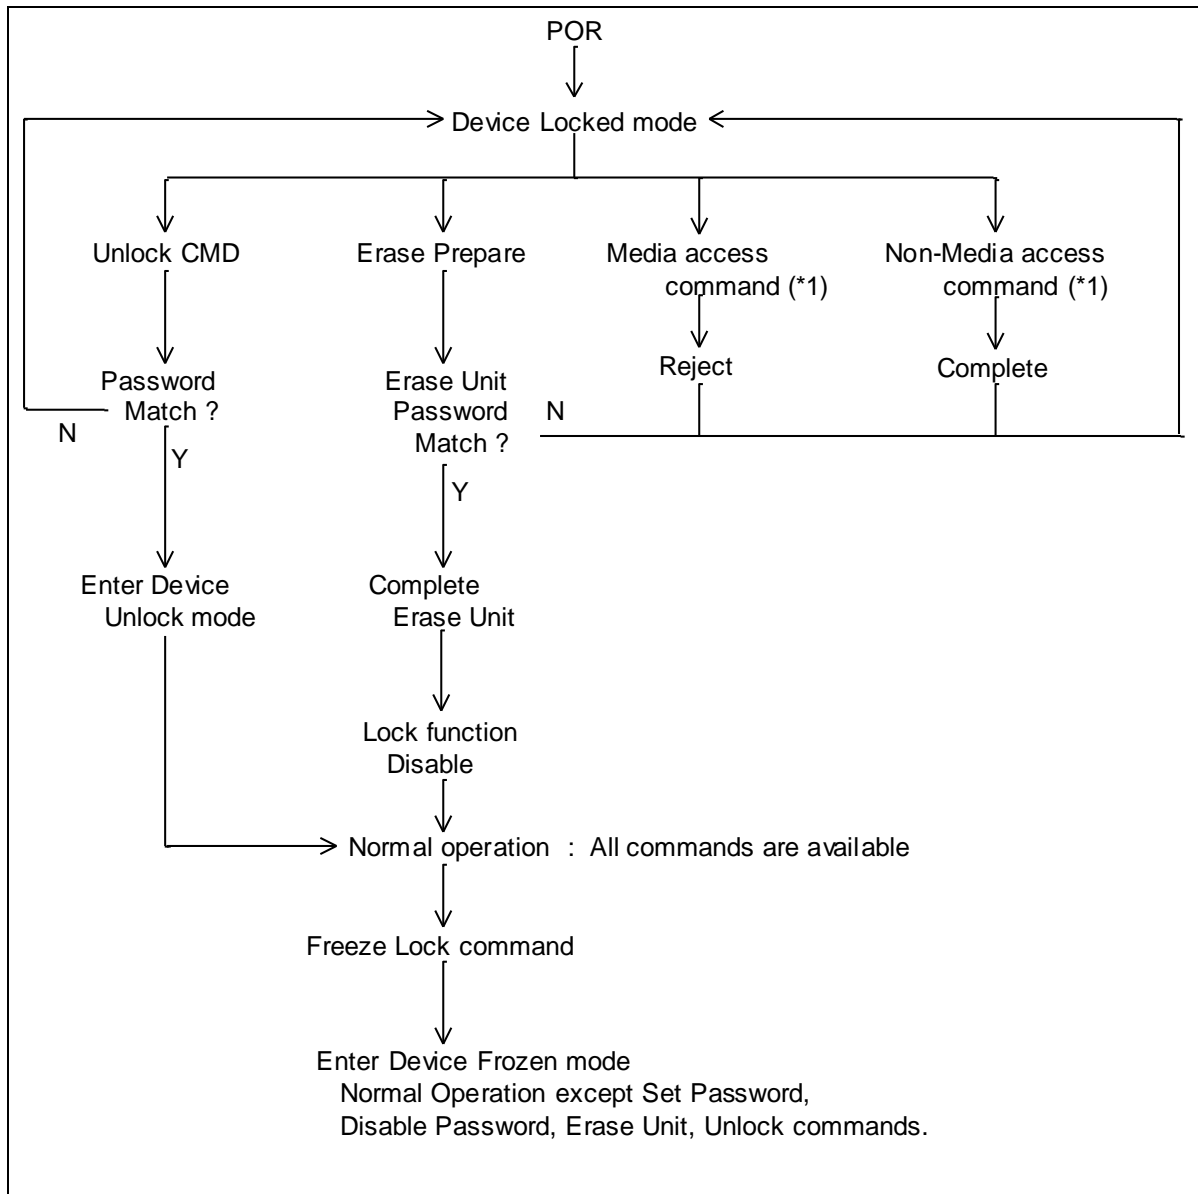 POR
Device Locked mode
Unlock CMD
Erase Prepare
Media access
command (*1)
Non-Media access
command (*1)
Password
Match ?
N
Y
Erase Unit
Password
Match ?
N
Y
Reject
Complete
Enter Device
Unlock mode
Complete
Erase Unit
Lock function
Disable
Normal operation : All commands are available
Freeze Lock command
Enter Device Frozen mode
Normal Operation except Set Password,
Disable Password, Erase Unit, Unlock commands.